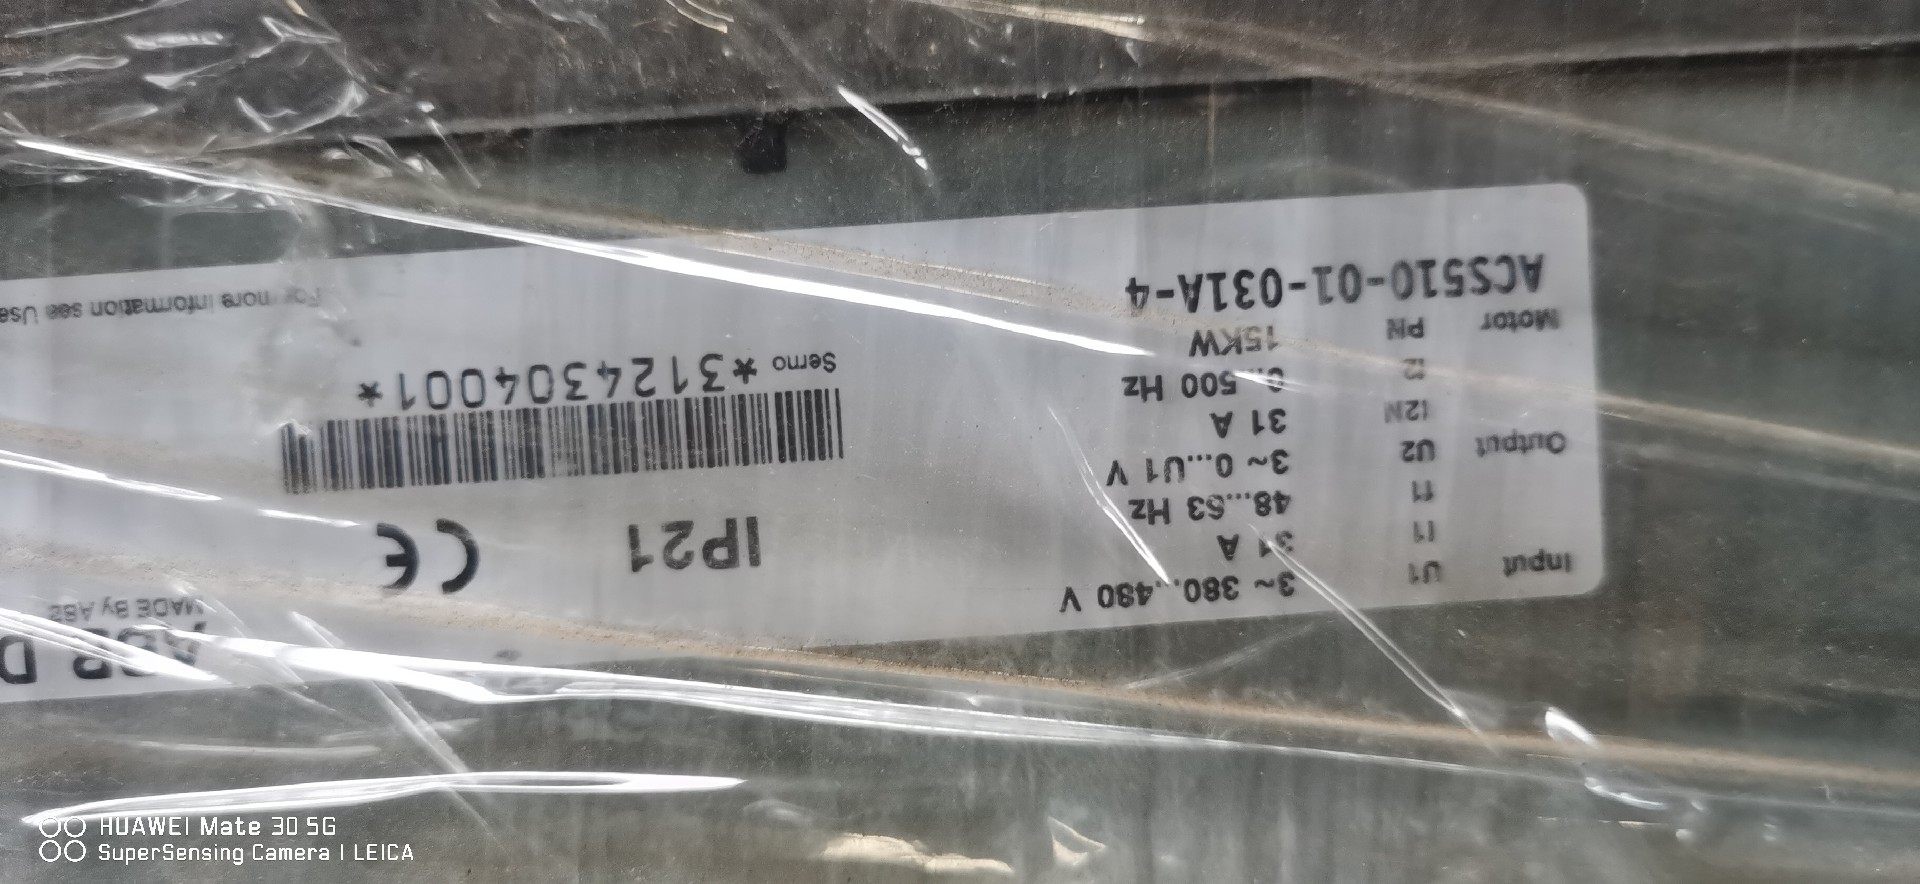 Input U1 3~ 380...480 V
I1 31 A
f1 48...63 Hz
Output U2 3~ 0...U1 V
I2N 31 A
f2 0...500 Hz
Motor PN 15KW
ACS510-01-031A-4
IP21 CE
Serno *3124304001*
ABB D
MADE By ABB
For more information see Use
HUAWEI Mate 30 5G
SuperSensing Camera | LEICA